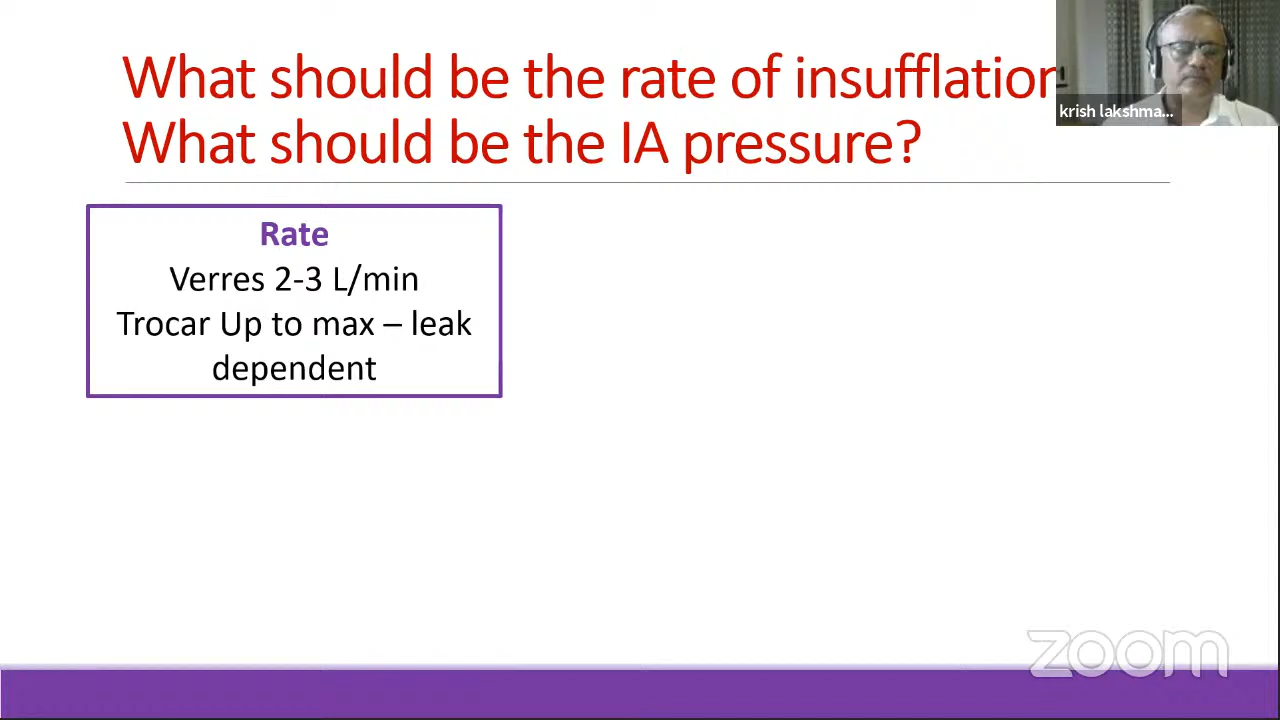 What should be the rate of insufflation
What should be the IA pressure?
krish lakshma...
Rate
Verres 2-3 L/min
Trocar Up to max – leak
dependent
zoom